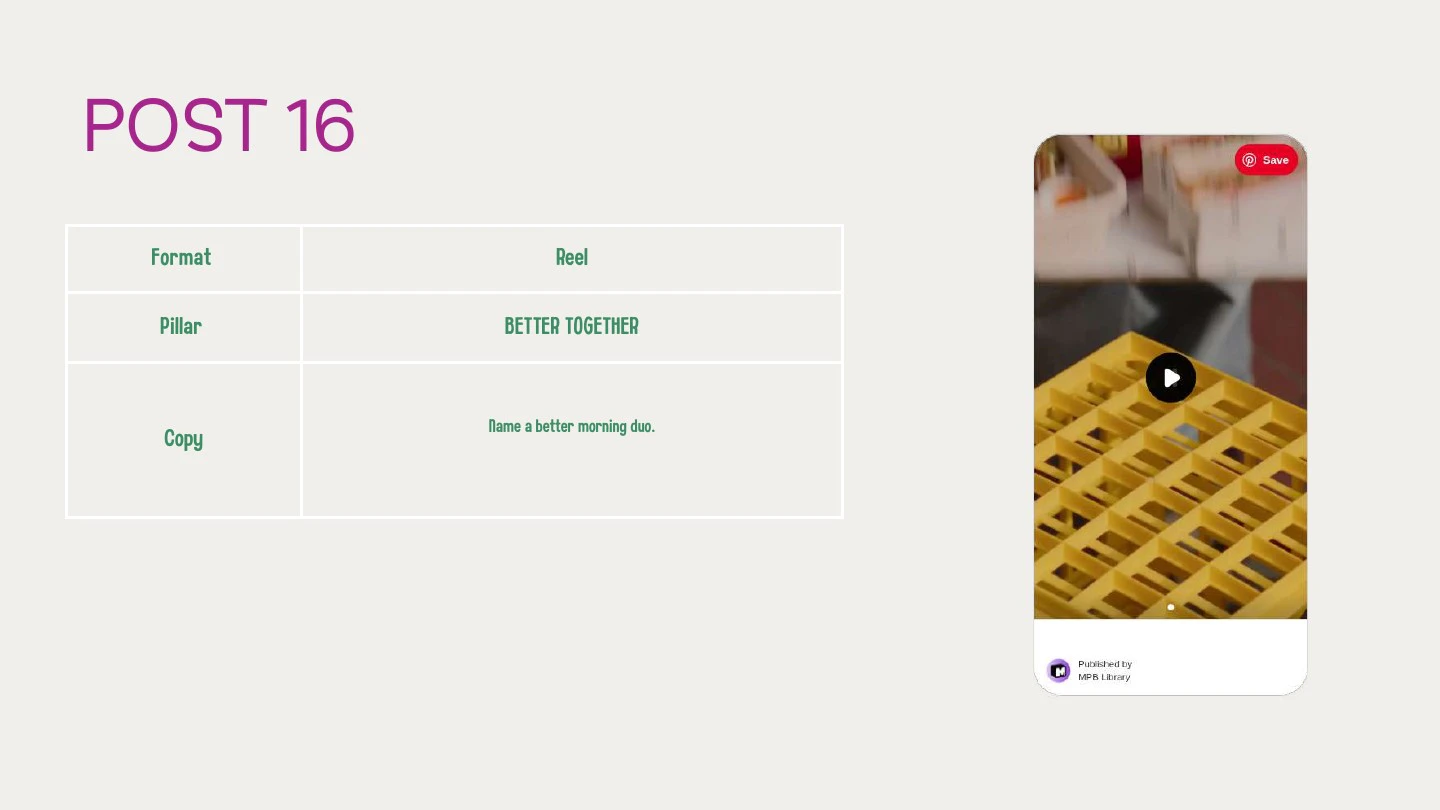 POST 16
Format
Reel
Pillar
BETTER TOGETHER
Copy
Name a better morning duo.
Save
Published by
MPB Library